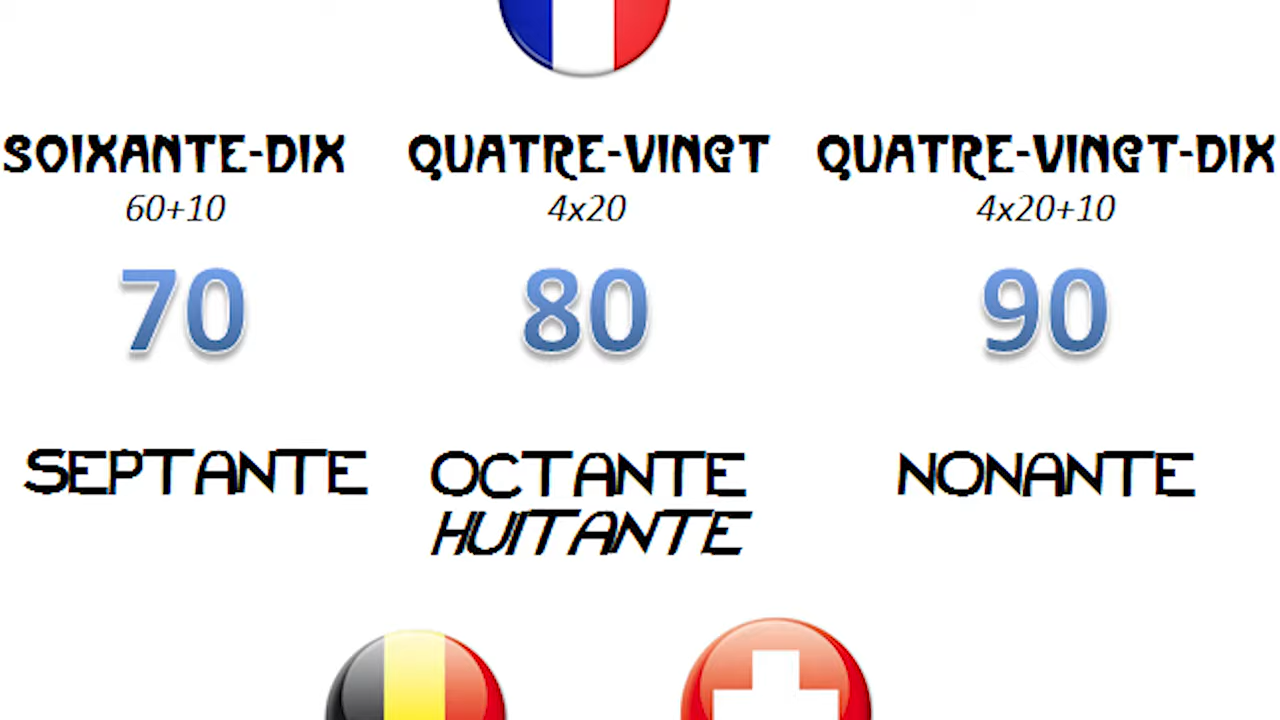 SOIXANTE-DIX QUATRE-VINGT QUATRE-VINGT-DIX
60+10 4x20 4x20+10
70 80 90
SEPTANTE OCTANTE NONANTE
HUITANTE